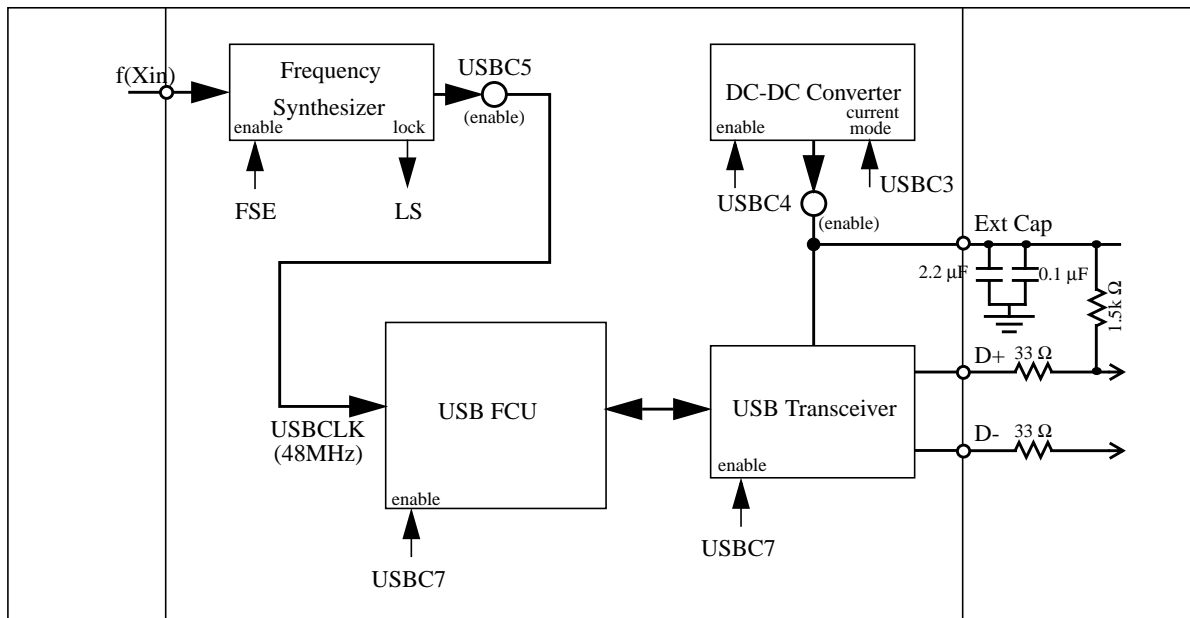 f(Xin)
Frequency
Synthesizer
enable
lock
FSE
LS
USBC5
(enable)
DC-DC Converter
enable
current
mode
USBC4
USBC3
(enable)
Ext Cap
2.2 µF
0.1 µF
1.5k Ω
USB FCU
enable
USBCLK
(48MHz)
USBC7
USB Transceiver
enable
USBC7
D+
33 Ω
D-
33 Ω